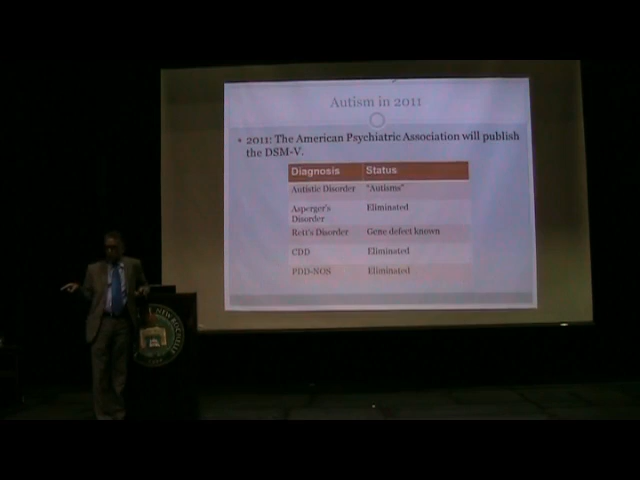 Autism in 2011
• 2011: The American Psychiatric Association will publish
the DSM-V.
Diagnosis Status
Autistic Disorder "Autisms"
Asperger's Eliminated
Disorder
Rett's Disorder Gene defect known
CDD Eliminated
PDD-NOS Eliminated